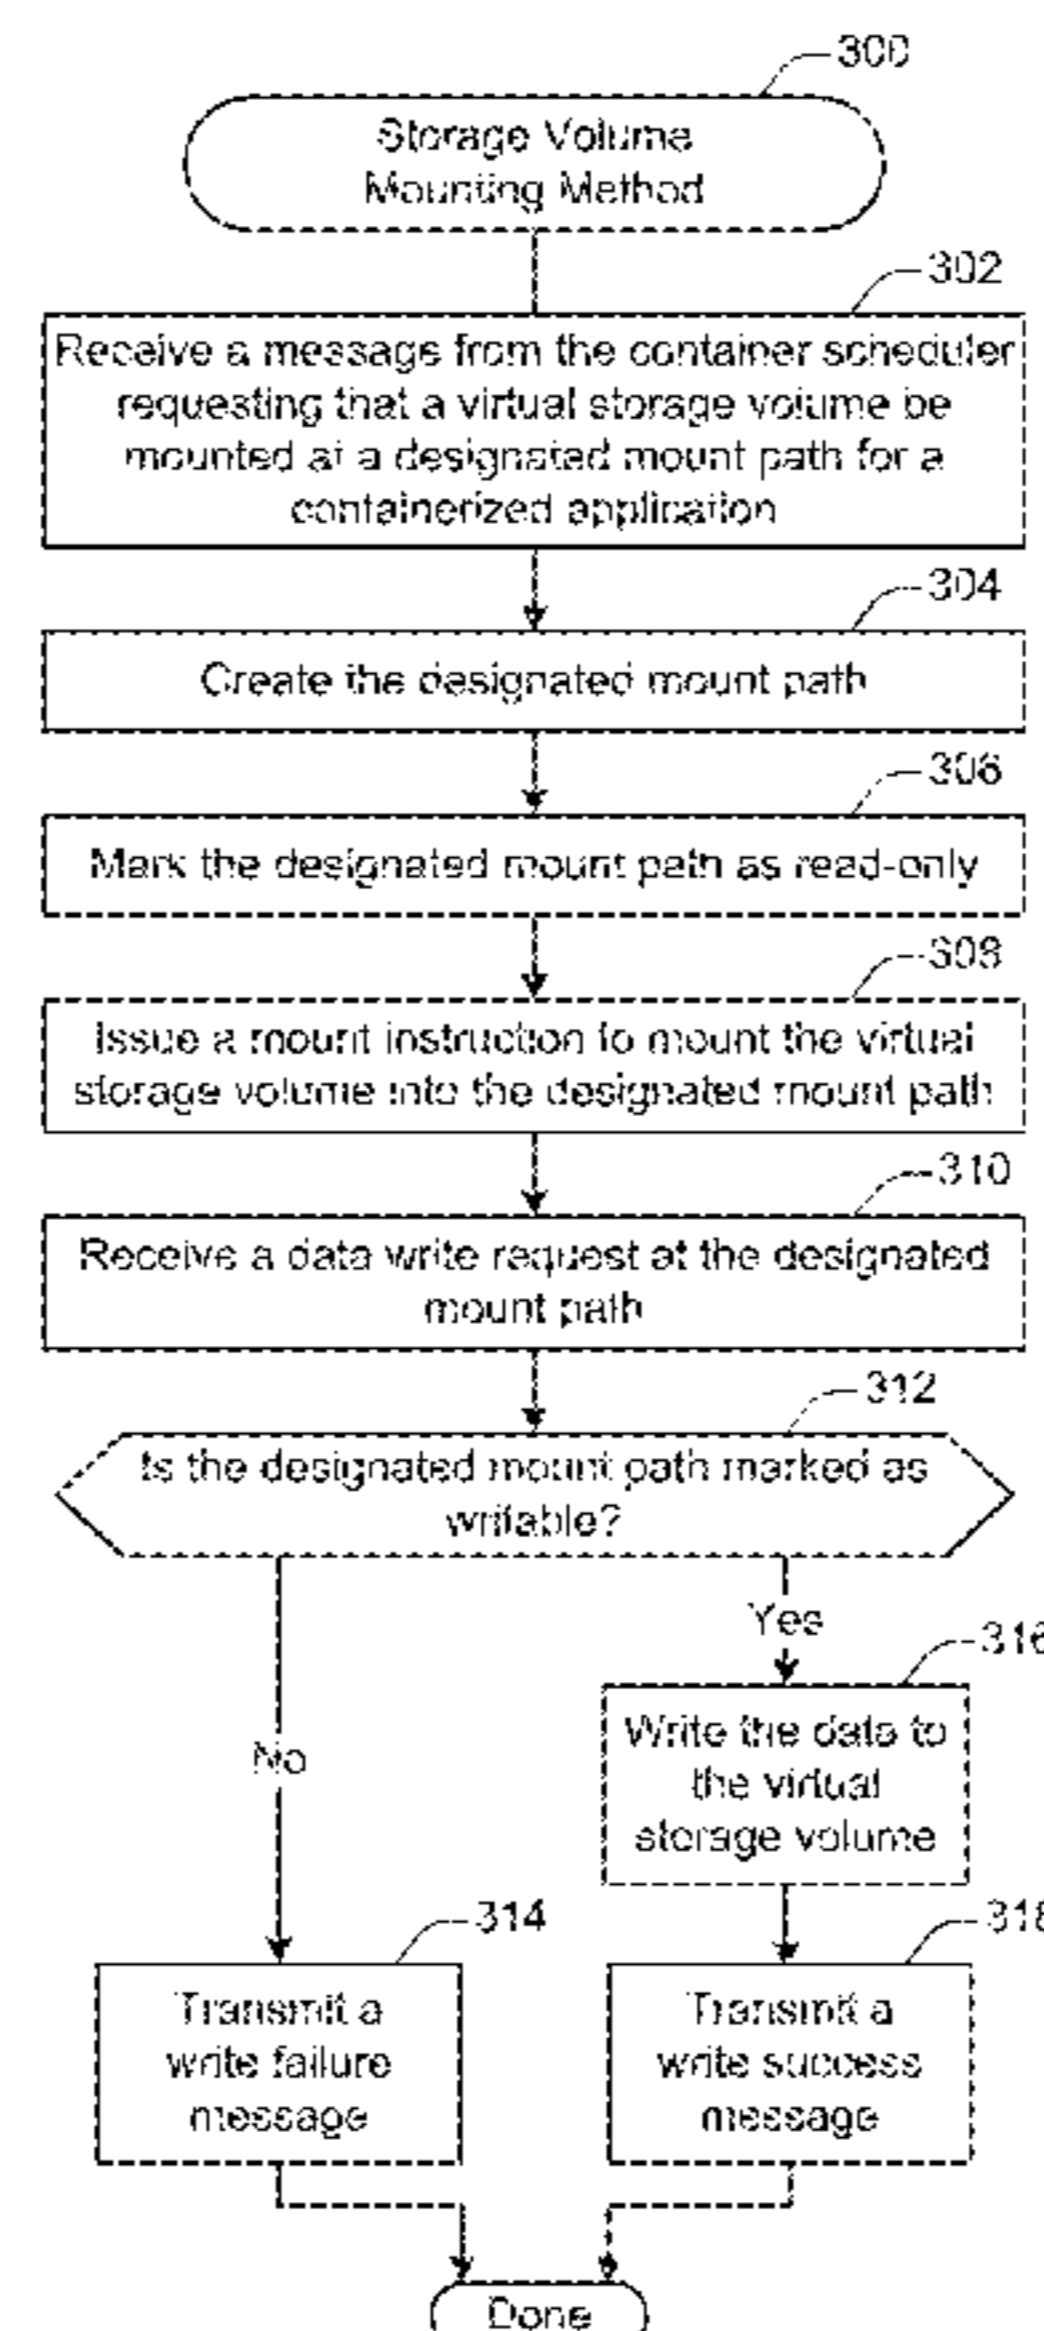 300
Storage Volume
Mounting Method
302
Receive a message from the container scheduler
requesting that a virtual storage volume be
mounted at a designated mount path for a
containerized application
304
Create the designated mount path
306
Mark the designated mount path as read-only
308
Issue a mount instruction to mount the virtual
storage volume into the designated mount path
310
Receive a data write request at the designated
mount path
312
Is the designated mount path marked as
writable?
Yes
316
Write the data to
the virtual
storage volume
No
314
Transmit a
write failure
message
318
Transmit a
write success
message
Done